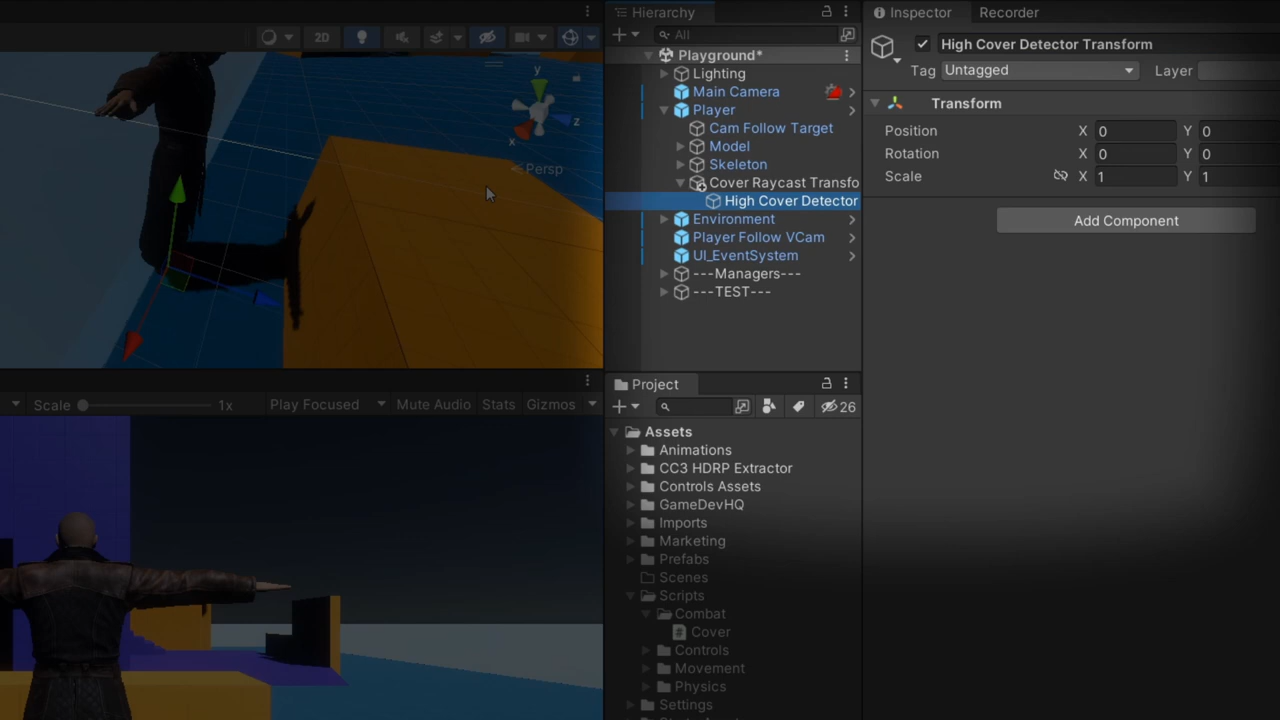 2D
y
z
x
Persp
Scale
1x
Play Focused
Mute Audio
Stats
Gizmos
Hierarchy
All
Playground*
Lighting
Main Camera
Player
Cam Follow Target
Model
Skeleton
Cover Raycast Transfo
High Cover Detector
Environment
Player Follow VCam
UI_EventSystem
---Managers---
---TEST---
Project
26
Assets
Animations
CC3 HDRP Extractor
Controls Assets
GameDevHQ
Imports
Marketing
Prefabs
Scenes
Scripts
Combat
Cover
Controls
Movement
Physics
Settings
Inspector
Recorder
High Cover Detector Transform
Tag Untagged Layer
Transform
Position X 0 Y 0
Rotation X 0 Y 0
Scale X 1 Y 1
Add Component